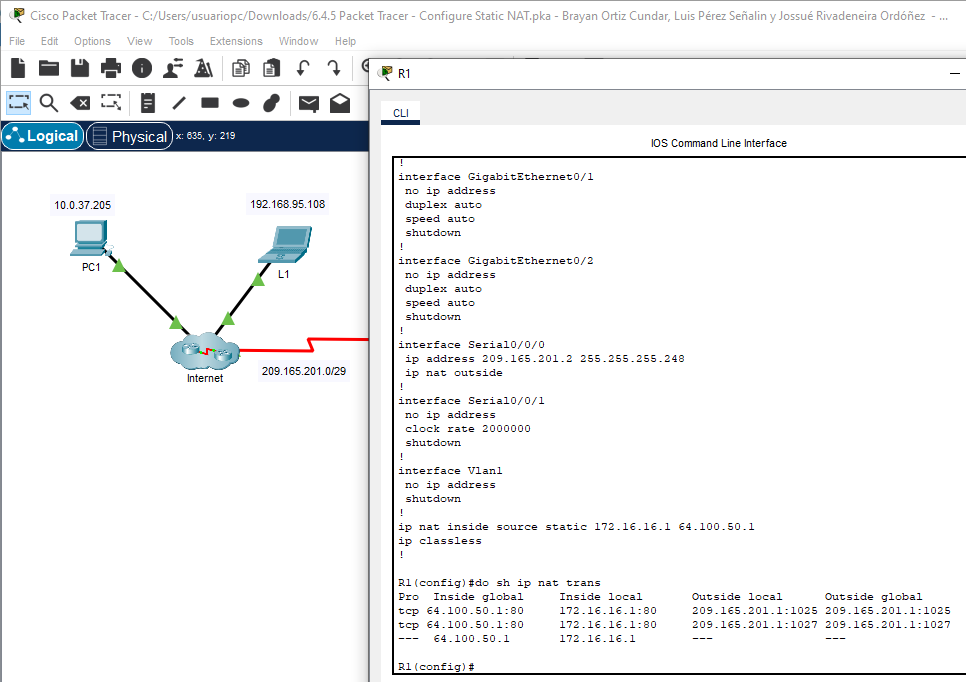 Cisco Packet Tracer - C:/Users/usuariopc/Downloads/6.4.5 Packet Tracer - Configure Static NAT.pka - Brayan Ortiz Cundar, Luis Pérez Señalin y Jossué Rivadeneira Ordóñez - ...
File Edit Options View Tools Extensions Window Help
R1
CLI
Logical Physical x: 635, y: 219
IOS Command Line Interface
10.0.37.205
192.168.95.108
PC1
L1
Internet
209.165.201.0/29
!
interface GigabitEthernet0/1
no ip address
duplex auto
speed auto
shutdown
!
interface GigabitEthernet0/2
no ip address
duplex auto
speed auto
shutdown
!
interface Serial0/0/0
ip address 209.165.201.2 255.255.255.248
ip nat outside
!
interface Serial0/0/1
no ip address
clock rate 2000000
shutdown
!
interface Vlan1
no ip address
shutdown
!
ip nat inside source static 172.16.16.1 64.100.50.1
ip classless
!
R1(config)#do sh ip nat trans
Pro Inside global Inside local Outside local Outside global
tcp 64.100.50.1:80 172.16.16.1:80 209.165.201.1:1025 209.165.201.1:1025
tcp 64.100.50.1:80 172.16.16.1:80 209.165.201.1:1027 209.165.201.1:1027
--- 64.100.50.1 172.16.16.1 --- ---
R1(config)#